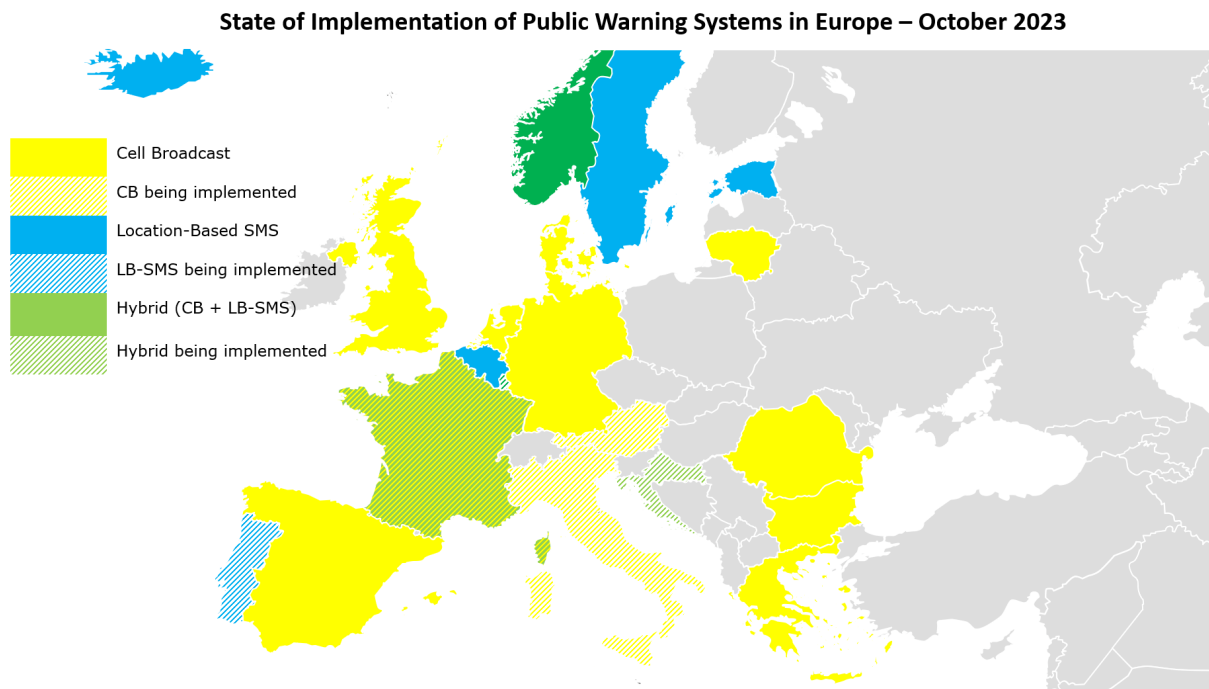 State of Implementation of Public Warning Systems in Europe – October 2023
Cell Broadcast
CB being implemented
Location-Based SMS
LB-SMS being implemented
Hybrid (CB + LB-SMS)
Hybrid being implemented